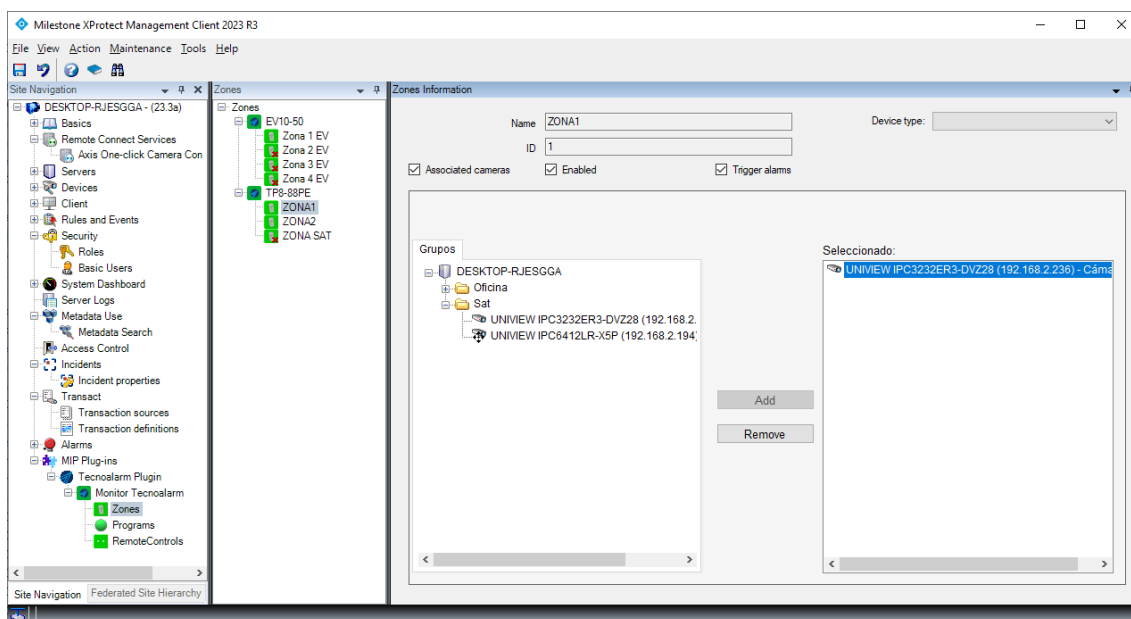 Milestone XProtect Management Client 2023 R3
File View Action Maintenance Tools Help
Site Navigation
DESKTOP-RJESGGA - (23.3a)
Basics
Remote Connect Services
Axis One-click Camera Con
Servers
Devices
Client
Rules and Events
Security
Roles
Basic Users
System Dashboard
Server Logs
Metadata Use
Metadata Search
Access Control
Incidents
Incident properties
Transact
Transaction sources
Transaction definitions
Alarms
MIP Plug-ins
Tecnoalarm Plugin
Monitor Tecnoalarm
Zones
Programs
RemoteControls
Site Navigation
Federated Site Hierarchy
Zones
Zones
EV10-50
Zona 1 EV
Zona 2 EV
Zona 3 EV
Zona 4 EV
TP8-88PE
ZONA1
ZONA2
ZONA SAT
Zones Information
Name ZONA1
Device type:
ID 1
Associated cameras
Enabled
Trigger alarms
Grupos
DESKTOP-RJESGGA
Oficina
Sat
UNIVIEW IPC3232ER3-DVZ28 (192.168.2.
UNIVIEW IPC6412LR-X5P (192.168.2.194)
Add
Remove
Seleccionado:
UNIVIEW IPC3232ER3-DVZ28 (192.168.2.236) - Cáma